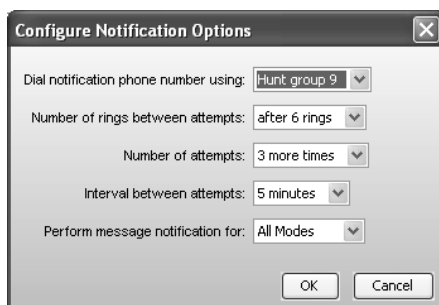 Configure Notification Options
Dial notification phone number using: Hunt group 9
Number of rings between attempts: after 6 rings
Number of attempts: 3 more times
Interval between attempts: 5 minutes
Perform message notification for: All Modes
OK Cancel